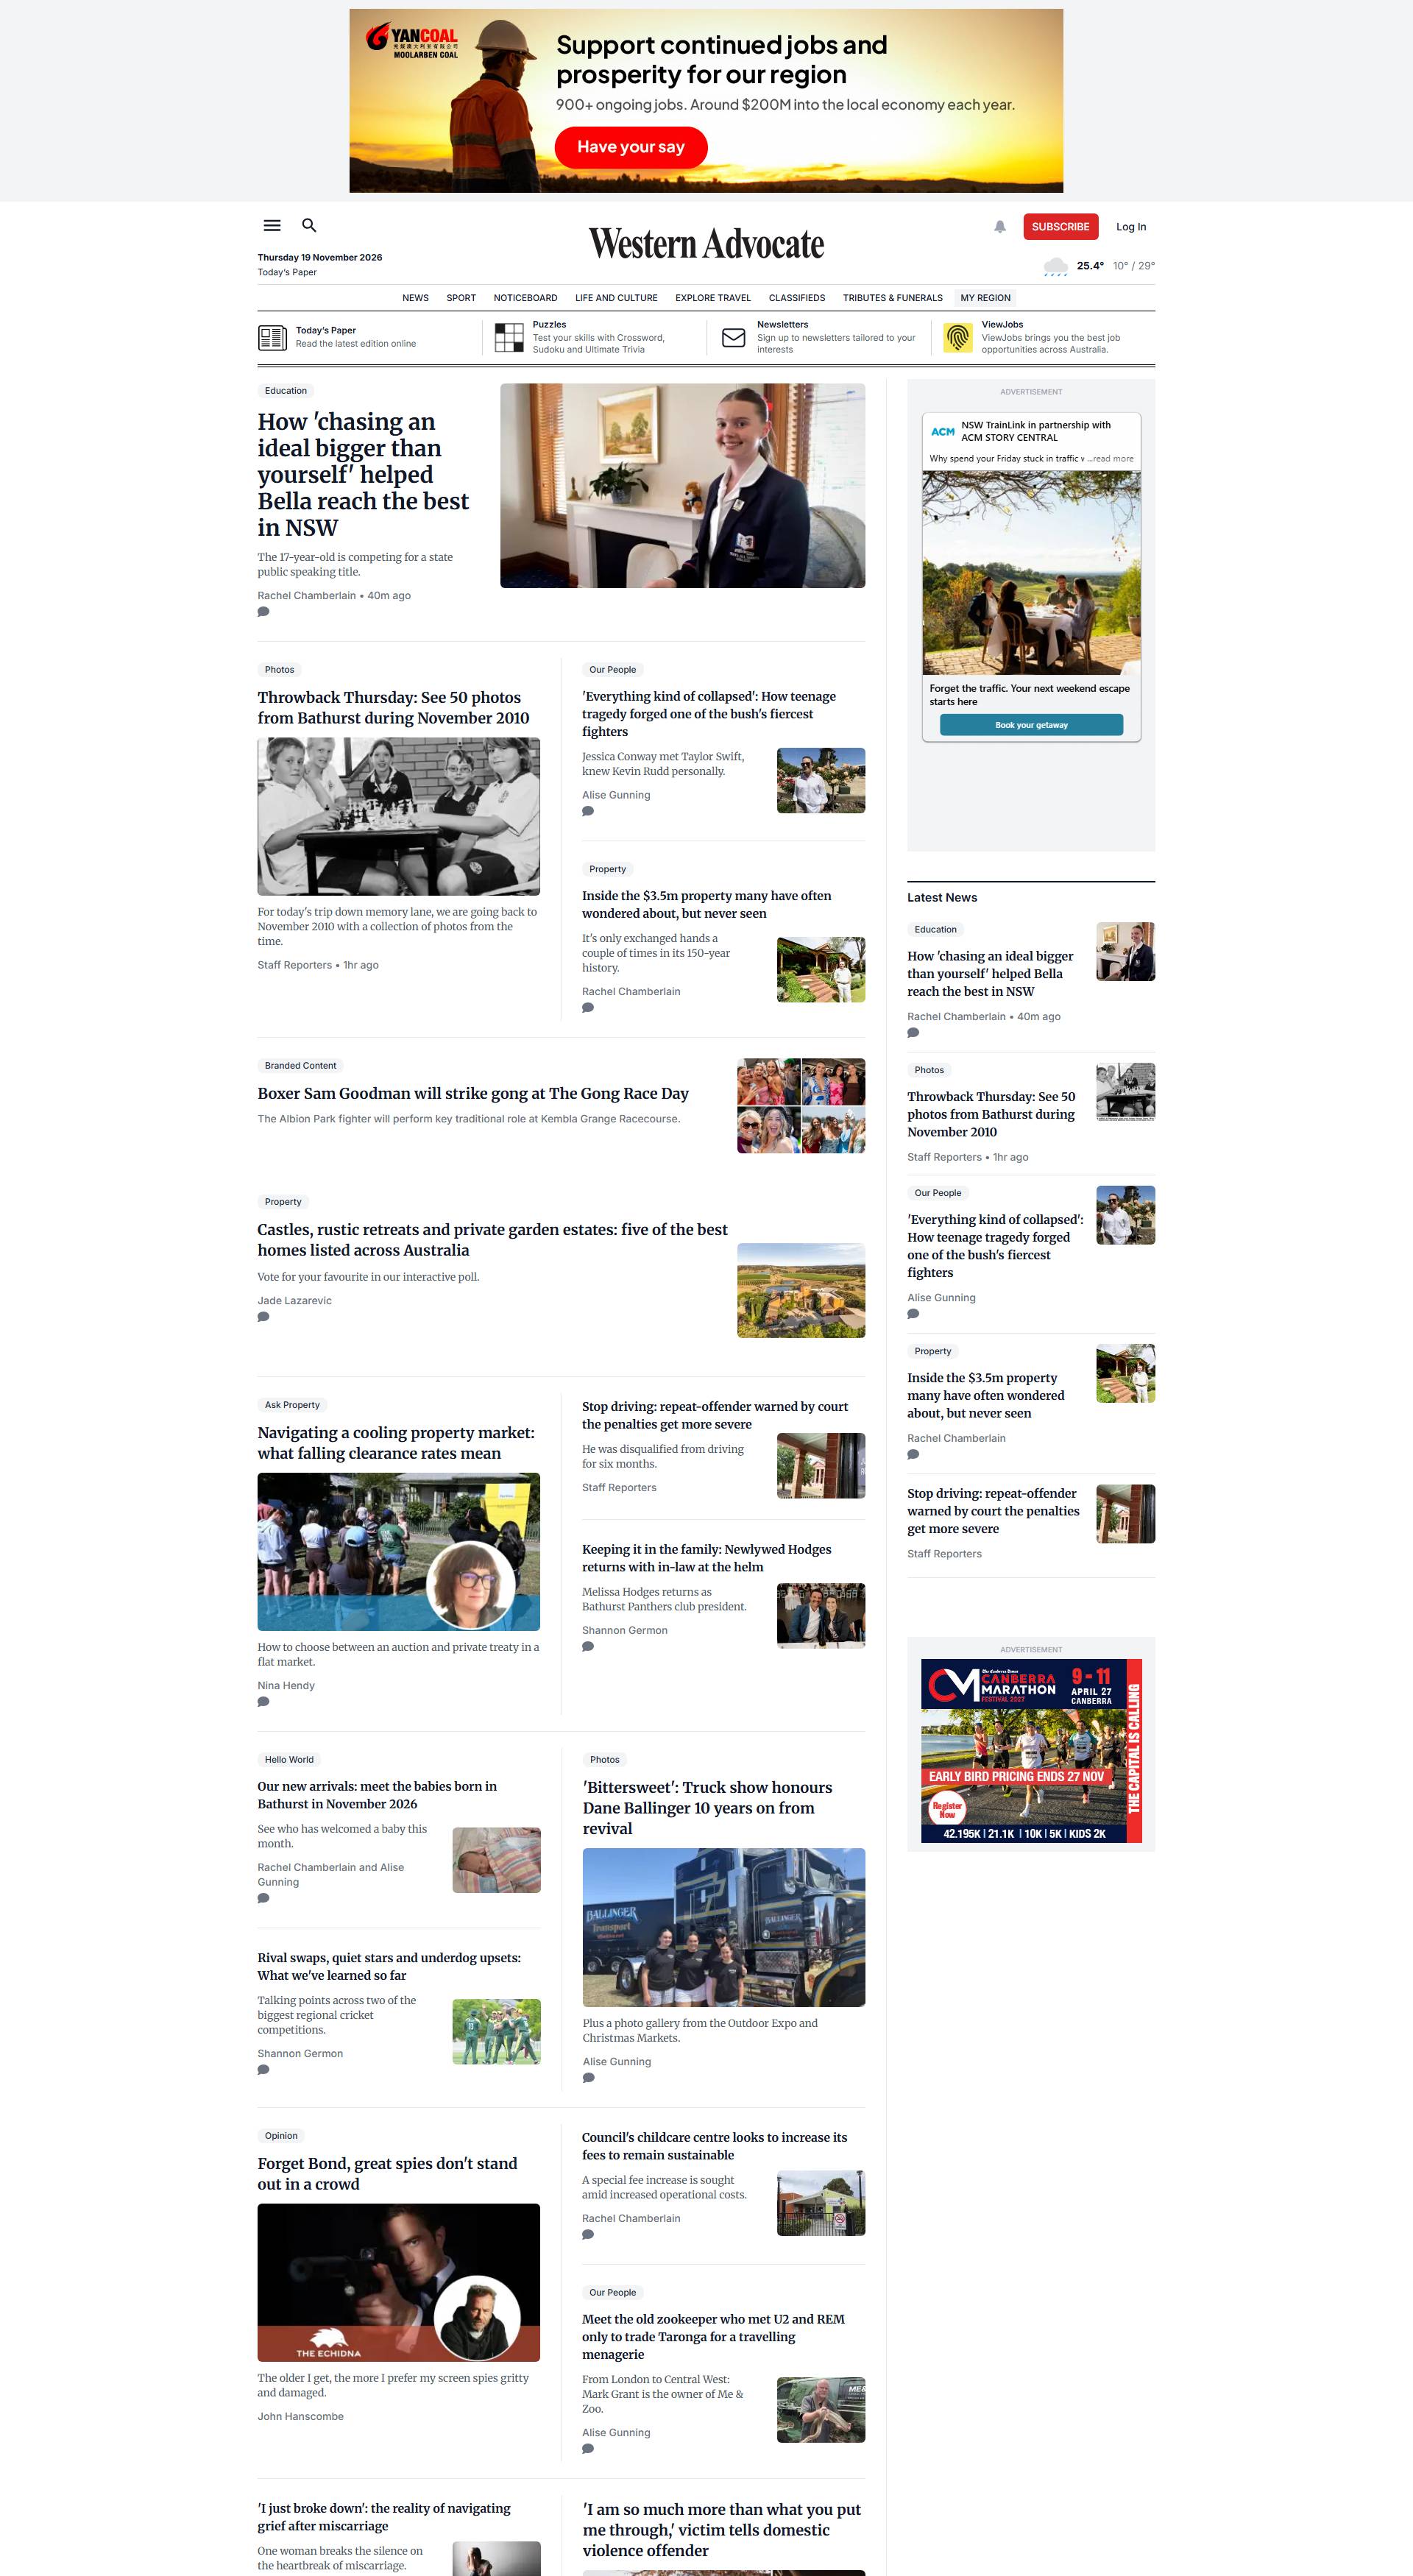 YANCOAL
MOOLARBEN COAL
Support continued jobs and
prosperity for our region
900+ ongoing jobs. Around $200M into the local economy each year.
Have your say
Western Advocate
SUBSCRIBE
Log In
Thursday 19 November 2026
Today's Paper
25.4° 10° / 29°
NEWS SPORT NOTICEBOARD LIFE AND CULTURE EXPLORE TRAVEL CLASSIFIEDS TRIBUTES & FUNERALS MY REGION
Today's Paper
Read the latest edition online
Puzzles
Test your skills with Crossword,
Sudoku and Ultimate Trivia
Newsletters
Sign up to newsletters tailored to your
interests
ViewJobs
ViewJobs brings you the best job
opportunities across Australia.
Education
How 'chasing an
ideal bigger than
yourself' helped
Bella reach the best
in NSW
The 17-year-old is competing for a state
public speaking title.
Rachel Chamberlain • 40m ago
Photos
Throwback Thursday: See 50 photos
from Bathurst during November 2010
For today's trip down memory lane, we are going back to
November 2010 with a collection of photos from the
time.
Staff Reporters • 1hr ago
Our People
'Everything kind of collapsed': How teenage
tragedy forged one of the bush's fiercest
fighters
Jessica Conway met Taylor Swift,
knew Kevin Rudd personally.
Alise Gunning
Property
Inside the $3.5m property many have often
wondered about, but never seen
It's only exchanged hands a
couple of times in its 150-year
history.
Rachel Chamberlain
Branded Content
Boxer Sam Goodman will strike gong at The Gong Race Day
The Albion Park fighter will perform key traditional role at Kembla Grange Racecourse.
Property
Castles, rustic retreats and private garden estates: five of the best
homes listed across Australia
Vote for your favourite in our interactive poll.
Jade Lazarevic
Ask Property
Navigating a cooling property market:
what falling clearance rates mean
How to choose between an auction and private treaty in a
flat market.
Nina Hendy
Stop driving: repeat-offender warned by court
the penalties get more severe
He was disqualified from driving
for six months.
Staff Reporters
Keeping it in the family: Newlywed Hodges
returns with in-law at the helm
Melissa Hodges returns as
Bathurst Panthers club president.
Shannon Germon
Hello World
Our new arrivals: meet the babies born in
Bathurst in November 2026
See who has welcomed a baby this
month.
Rachel Chamberlain and Alise
Gunning
Rival swaps, quiet stars and underdog upsets:
What we've learned so far
Talking points across two of the
biggest regional cricket
competitions.
Shannon Germon
Photos
'Bittersweet': Truck show honours
Dane Ballinger 10 years on from
revival
BALLINGER
Transport
BALLINGER
Plus a photo gallery from the Outdoor Expo and
Christmas Markets.
Alise Gunning
Opinion
Forget Bond, great spies don't stand
out in a crowd
THE ECHIDNA
The older I get, the more I prefer my screen spies gritty
and damaged.
John Hanscombe
Council's childcare centre looks to increase its
fees to remain sustainable
A special fee increase is sought
amid increased operational costs.
Rachel Chamberlain
Our People
Meet the old zookeeper who met U2 and REM
only to trade Taronga for a travelling
menagerie
From London to Central West:
Mark Grant is the owner of Me &
Zoo.
Alise Gunning
'I just broke down': the reality of navigating
grief after miscarriage
One woman breaks the silence on
the heartbreak of miscarriage.
'I am so much more than what you put
me through,' victim tells domestic
violence offender
ADVERTISEMENT
ACM
NSW TrainLink in partnership with
ACM STORY CENTRAL
Why spend your Friday stuck in traffic ...read more
Forget the traffic. Your next weekend escape
starts here
Book your getaway
Latest News
Education
How 'chasing an ideal bigger
than yourself' helped Bella
reach the best in NSW
Rachel Chamberlain • 40m ago
Photos
Throwback Thursday: See 50
photos from Bathurst during
November 2010
Staff Reporters • 1hr ago
Our People
'Everything kind of collapsed':
How teenage tragedy forged
one of the bush's fiercest
fighters
Alise Gunning
Property
Inside the $3.5m property
many have often wondered
about, but never seen
Rachel Chamberlain
Stop driving: repeat-offender
warned by court the penalties
get more severe
Staff Reporters
ADVERTISEMENT
CM
The Canberra Times
CANBERRA
MARATHON
FESTIVAL 2027
9-11
APRIL 27
CANBERRA
THE CAPITAL IS CALLING
EARLY BIRD PRICING ENDS 27 NOV
Register
Now
42.195K | 21.1K | 10K | 5K | KIDS 2K